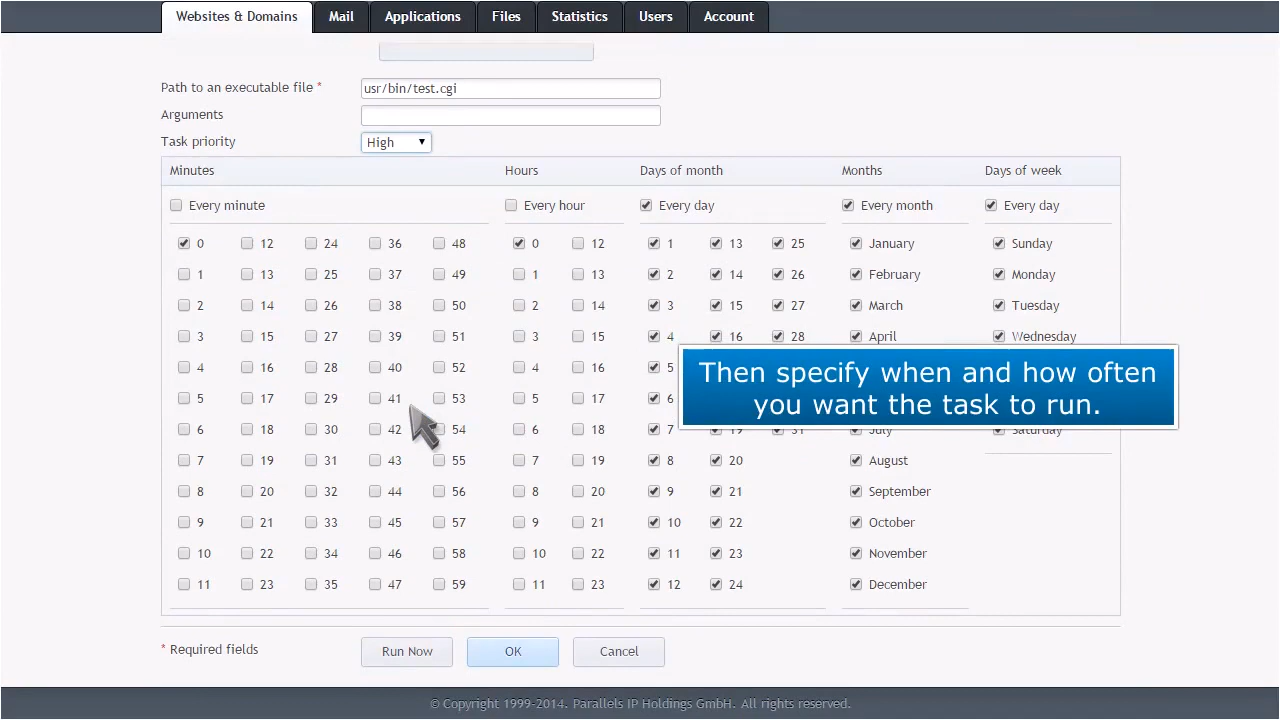 Websites & Domains Mail Applications Files Statistics Users Account
Path to an executable file * usr/bin/test.cgi
Arguments
Task priority High
Minutes Hours Days of month Months Days of week
Every minute Every hour Every day Every month Every day
0 12 24 36 48 0 12 1 13 25 January Sunday
1 13 25 37 49 1 13 2 14 26 February Monday
2 14 26 38 50 2 14 3 15 27 March Tuesday
3 15 27 39 51 3 15 4 16 28 April Wednesday
4 16 28 40 52 4 16 5
Then specify when and how often
you want the task to run.
5 17 29 41 53 5 17 6
6 18 30 42 54 6 18 7 19 31 July Saturday
7 19 31 43 55 7 19 8 20 August
8 20 32 44 56 8 20 9 21 September
9 21 33 45 57 9 21 10 22 October
10 22 34 46 58 10 22 11 23 November
11 23 35 47 59 11 23 12 24 December
* Required fields Run Now OK Cancel
© Copyright 1999-2014. Parallels IP Holdings GmbH. All rights reserved.